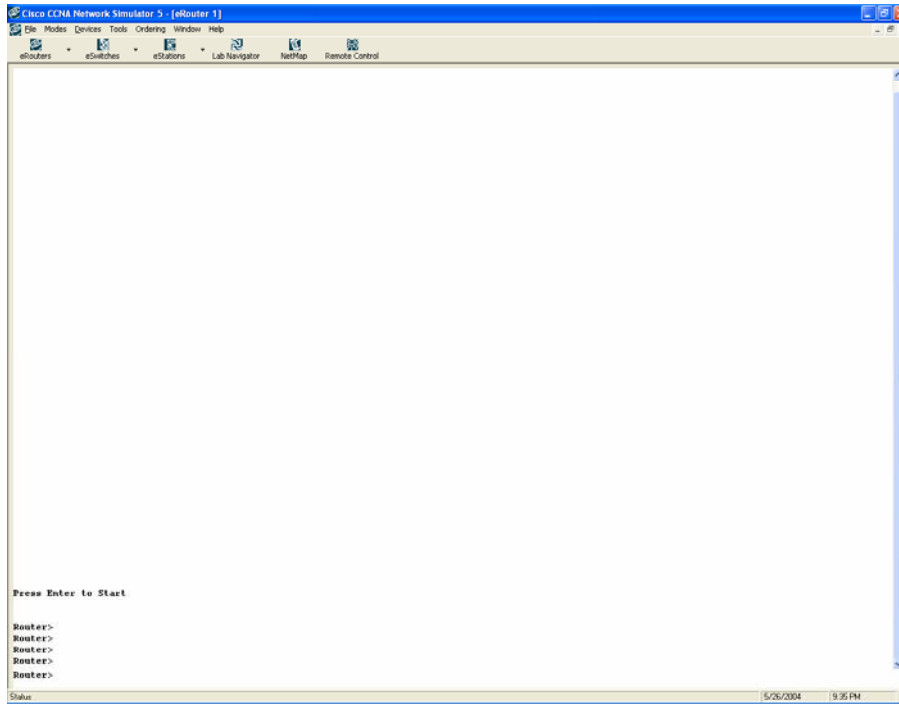 Cisco CCNA Network Simulator 5 - [eRouter 1]
File Modes Devices Tools Ordering Window Help
eRouters eSwitches eStations Lab Navigator NetMap Remote Control
Press Enter to Start
Router>
Router>
Router>
Router>
Router>
Status 5/26/2004 9:35 PM